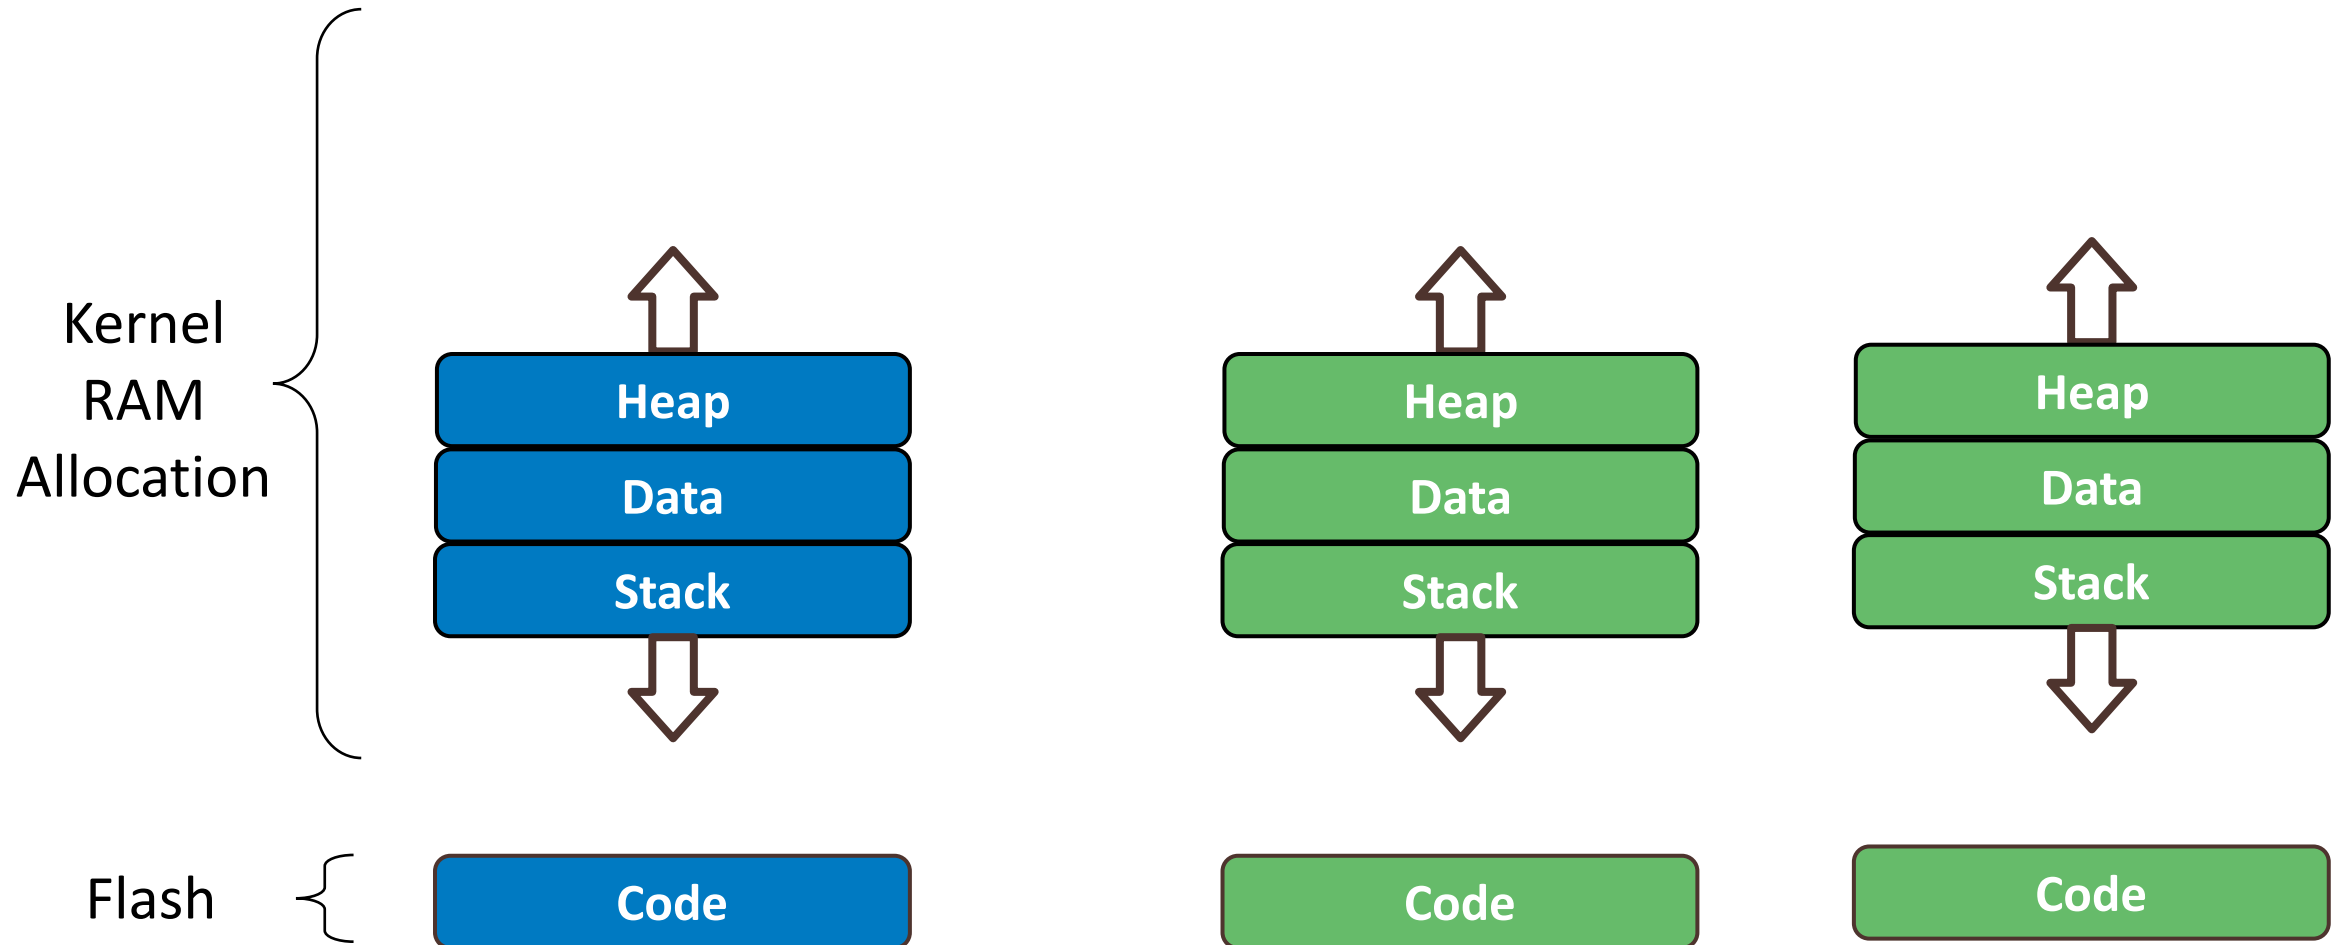 Kernel
RAM
Allocation
Heap
Data
Stack
Heap
Data
Stack
Heap
Data
Stack
Flash
Code
Code
Code